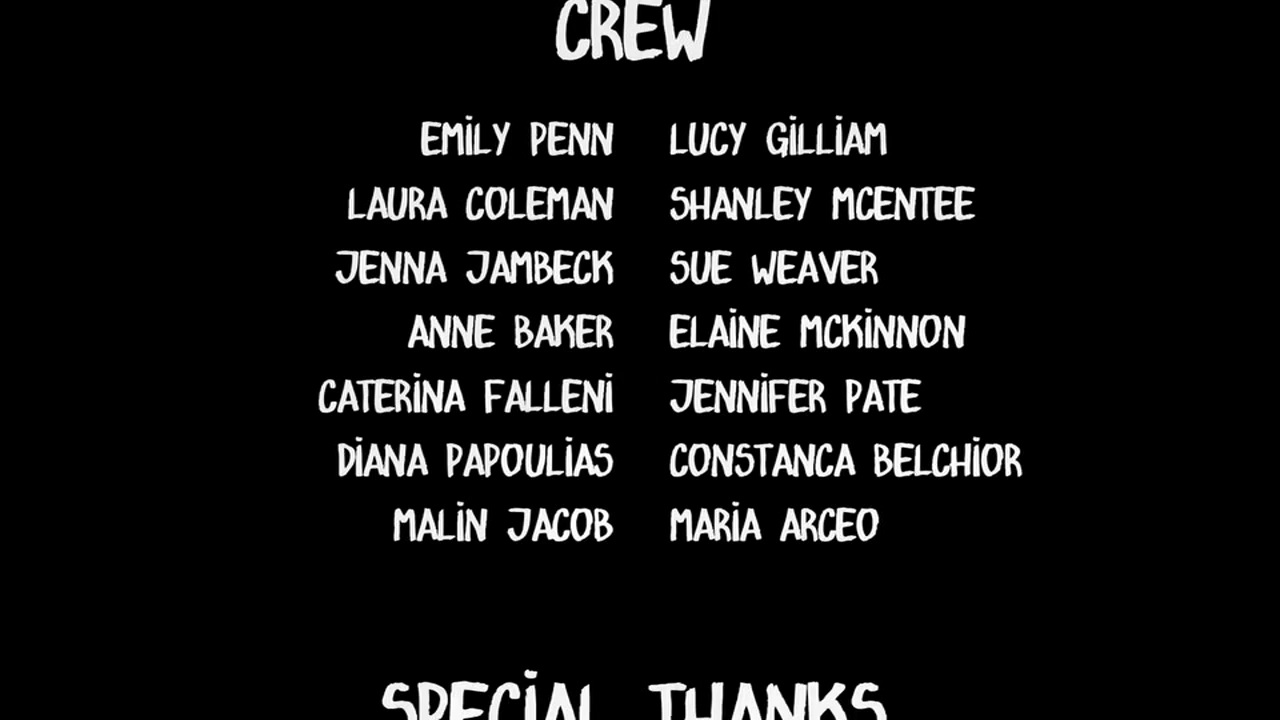 CREW
EMILY PENN LUCY GILLIAM
LAURA COLEMAN SHANLEY MCENTEE
JENNA JAMBECK SUE WEAVER
ANNE BAKER ELAINE MCKINNON
CATERINA FALLENI JENNIFER PATE
DIANA PAPOULIAS CONSTANCA BELCHIOR
MALIN JACOB MARIA ARCEO
SPECIAL THANKS